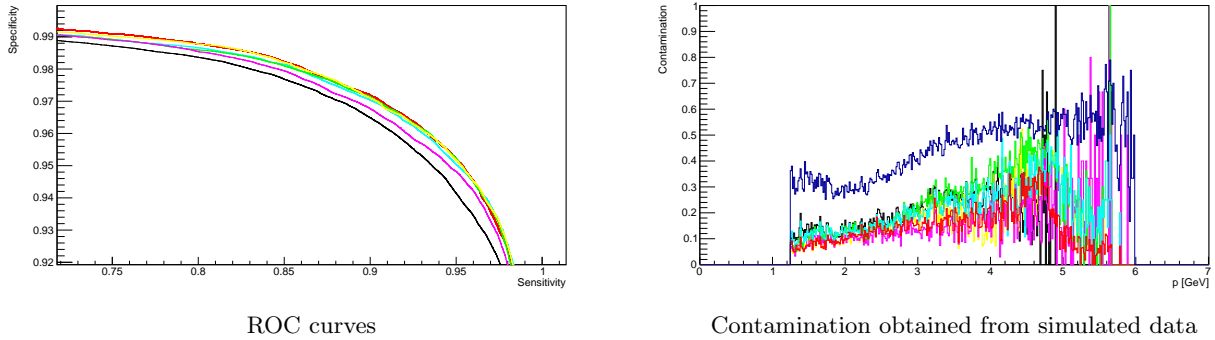 Specificity
0.99
0.98
0.97
0.96
0.95
0.94
0.93
0.92
0.75 0.8 0.85 0.9 0.95 1
Sensitivity
ROC curves
Contamination
1
0.9
0.8
0.7
0.6
0.5
0.4
0.3
0.2
0.1
0
0 1 2 3 4 5 6 7
p [GeV]
Contamination obtained from simulated data